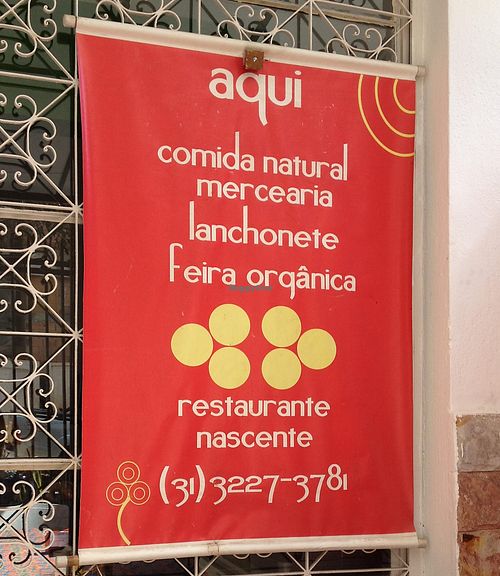 aqui
comida natural
mercearia
lanchonete
feira orgânica
restaurante
nascente
(31)3227-3781